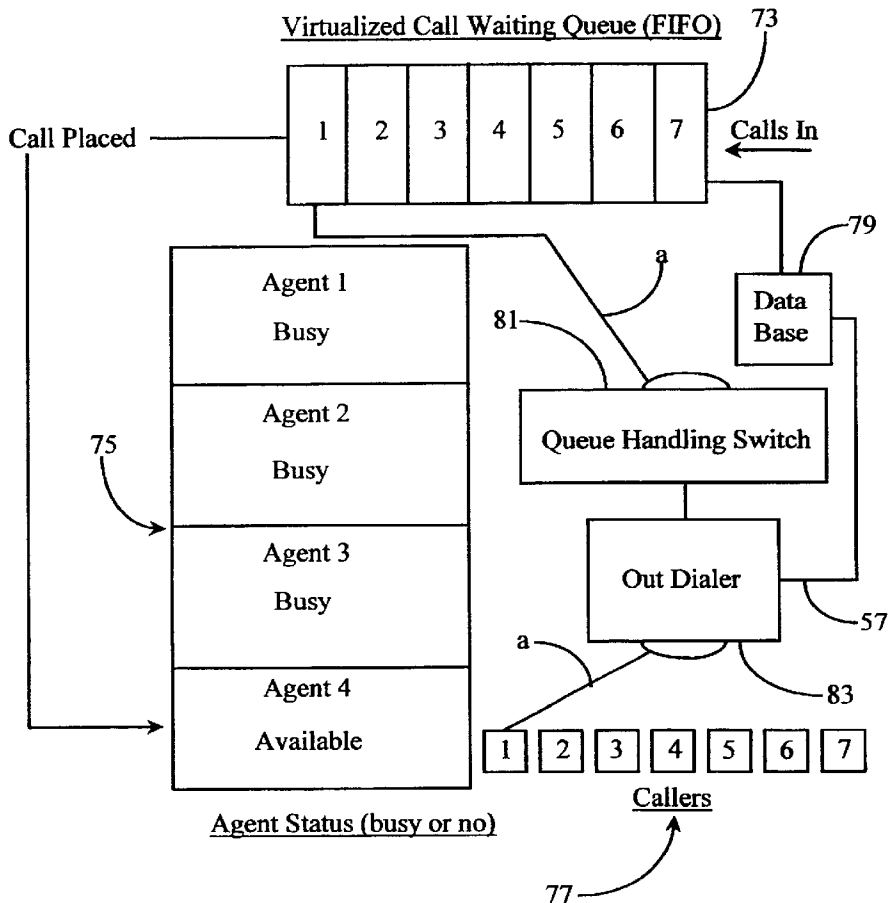 Virtualized Call Waiting Queue (FIFO)
73
Call Placed
1 2 3 4 5 6 7
Calls In
79
a
Data
Base
81
Agent 1
Busy
Queue Handling Switch
75
Agent 2
Busy
Agent 3
Busy
Out Dialer
57
a
83
Agent 4
Available
1 2 3 4 5 6 7
Callers
Agent Status (busy or no)
77